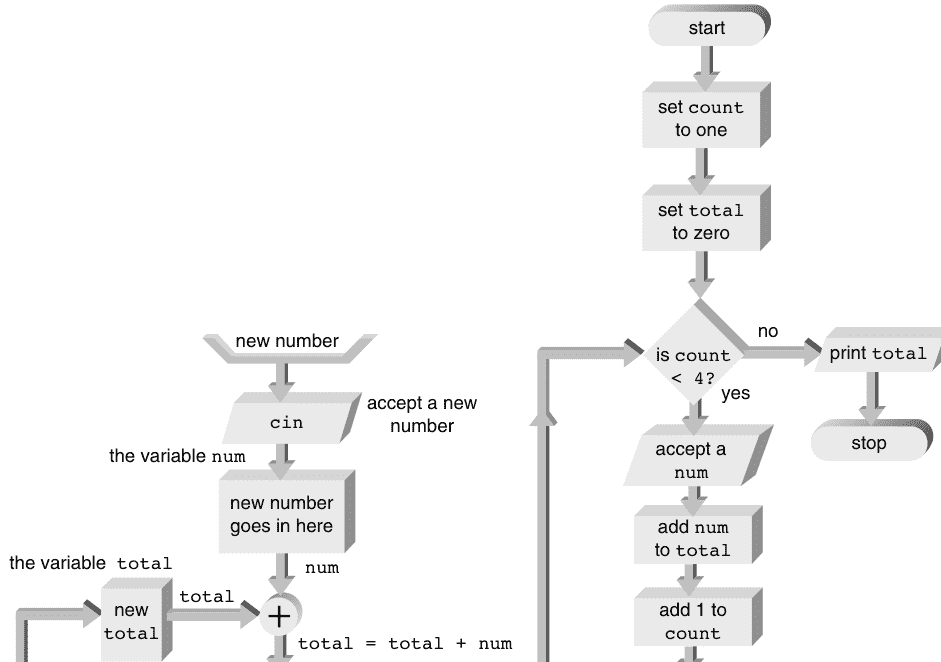 start
set count
to one
set total
to zero
is count
< 4?
no
yes
print total
stop
accept a
num
add num
to total
add 1 to
count
new number
cin
accept a new
number
the variable num
new number
goes in here
num
the variable total
new
total
total
+
total = total + num